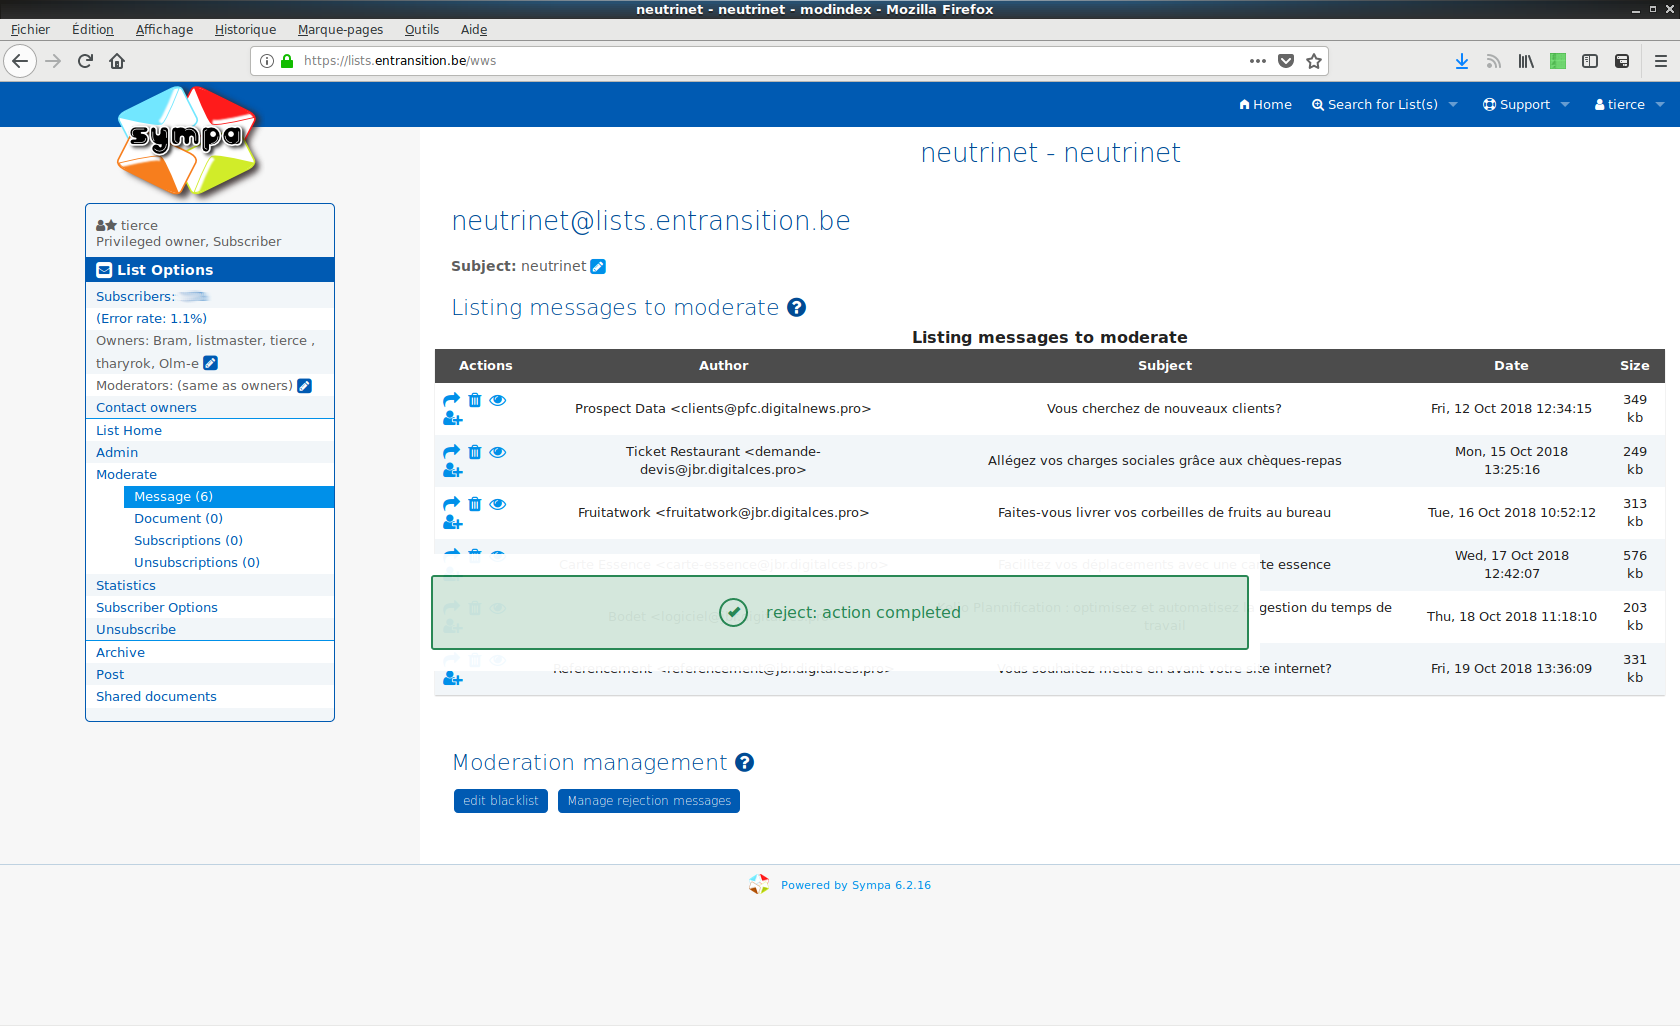 neutrinet - neutrinet - modindex - Mozilla Firefox
Fichier Édition Affichage Historique Marque-pages Outils Aide
https://lists.entransition.be/wws
Home Search for List(s) Support tierce
sympa
neutrinet - neutrinet
tierce
Privileged owner, Subscriber
List Options
Subscribers:
(Error rate: 1.1%)
Owners: Bram, listmaster, tierce ,
tharyrok, Olm-e
Moderators: (same as owners)
Contact owners
List Home
Admin
Moderate
Message (6)
Document (0)
Subscriptions (0)
Unsubscriptions (0)
Statistics
Subscriber Options
Unsubscribe
Archive
Post
Shared documents
neutrinet@lists.entransition.be
Subject: neutrinet
Listing messages to moderate
Listing messages to moderate
Actions Author Subject Date Size
Prospect Data <clients@pfc.digitalnews.pro> Vous cherchez de nouveaux clients? Fri, 12 Oct 2018 12:34:15 349
kb
Ticket Restaurant <demande-
devis@jbr.digitalces.pro> Allégez vos charges sociales grâce aux chèques-repas Mon, 15 Oct 2018
13:25:16 249
kb
Fruitatwork <fruitatwork@jbr.digitalces.pro> Faites-vous livrer vos corbeilles de fruits au bureau Tue, 16 Oct 2018 10:52:12 313
kb
Carte Essence <carte-essence@jbr.digitalces.pro> Facilitez vos déplacements avec une carte essence Wed, 17 Oct 2018
12:42:07 576
kb
Bodet <logiciel Plannification : optimisez et automatisez la gestion du temps de
travail Thu, 18 Oct 2018 11:18:10 203
kb
Référencement <referencement@jbr.digitalces.pro> Vous souhaitez mettre en avant votre site internet? Fri, 19 Oct 2018 13:36:09 331
kb
reject: action completed
Moderation management
edit blacklist Manage rejection messages
Powered by Sympa 6.2.16